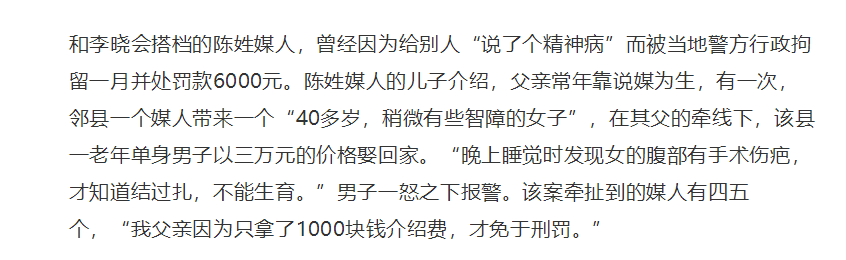 和李晓会搭档的陈姓媒人，曾经因为给别人“说了个精神病”而被当地警方行政拘
留一月并处罚款6000元。陈姓媒人的儿子介绍，父亲常年靠说媒为生，有一次，
邻县一个媒人带来一个“40多岁，稍微有些智障的女子”，在其父的牵线下，该县
一老年单身男子以三万元的价格娶回家。“晚上睡觉时发现女的腹部有手术伤疤，
才知道结过扎，不能生育。”男子一怒之下报警。该案牵扯到的媒人有四五
个，“我父亲因为只拿了1000块钱介绍费，才免于刑罚。”